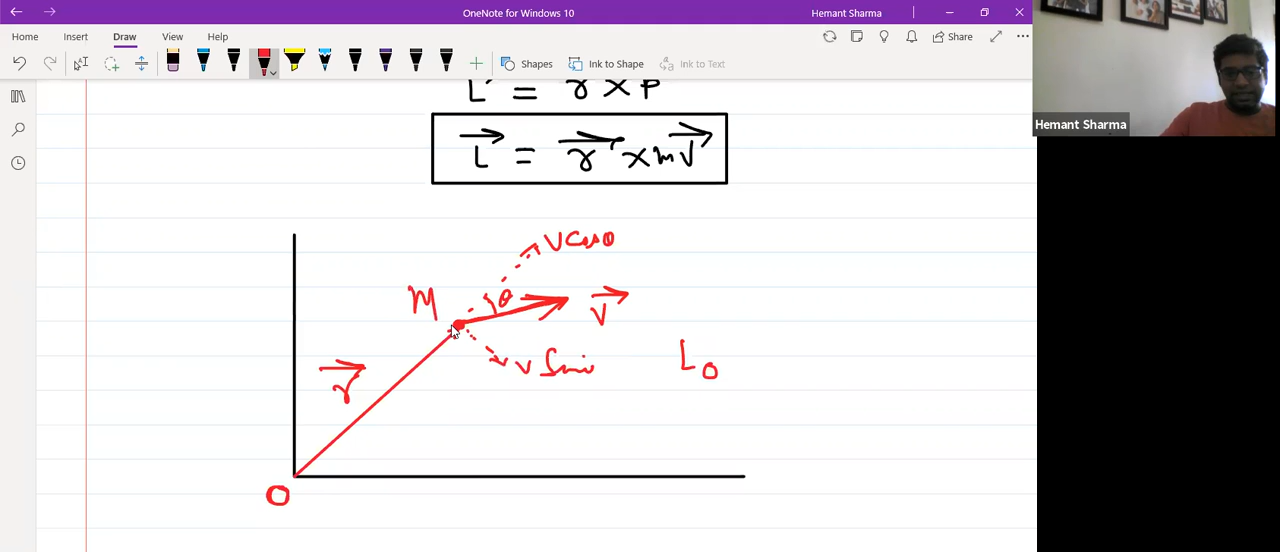 OneNote for Windows 10
Hemant Sharma
Home Insert Draw View Help
Share
Shapes Ink to Shape Ink to Text
Hemant Sharma
L = r × p
L⃗ = r⃗ × mv⃗
v cosθ
M
θ
v⃗
v Sin
r⃗
L₀
O